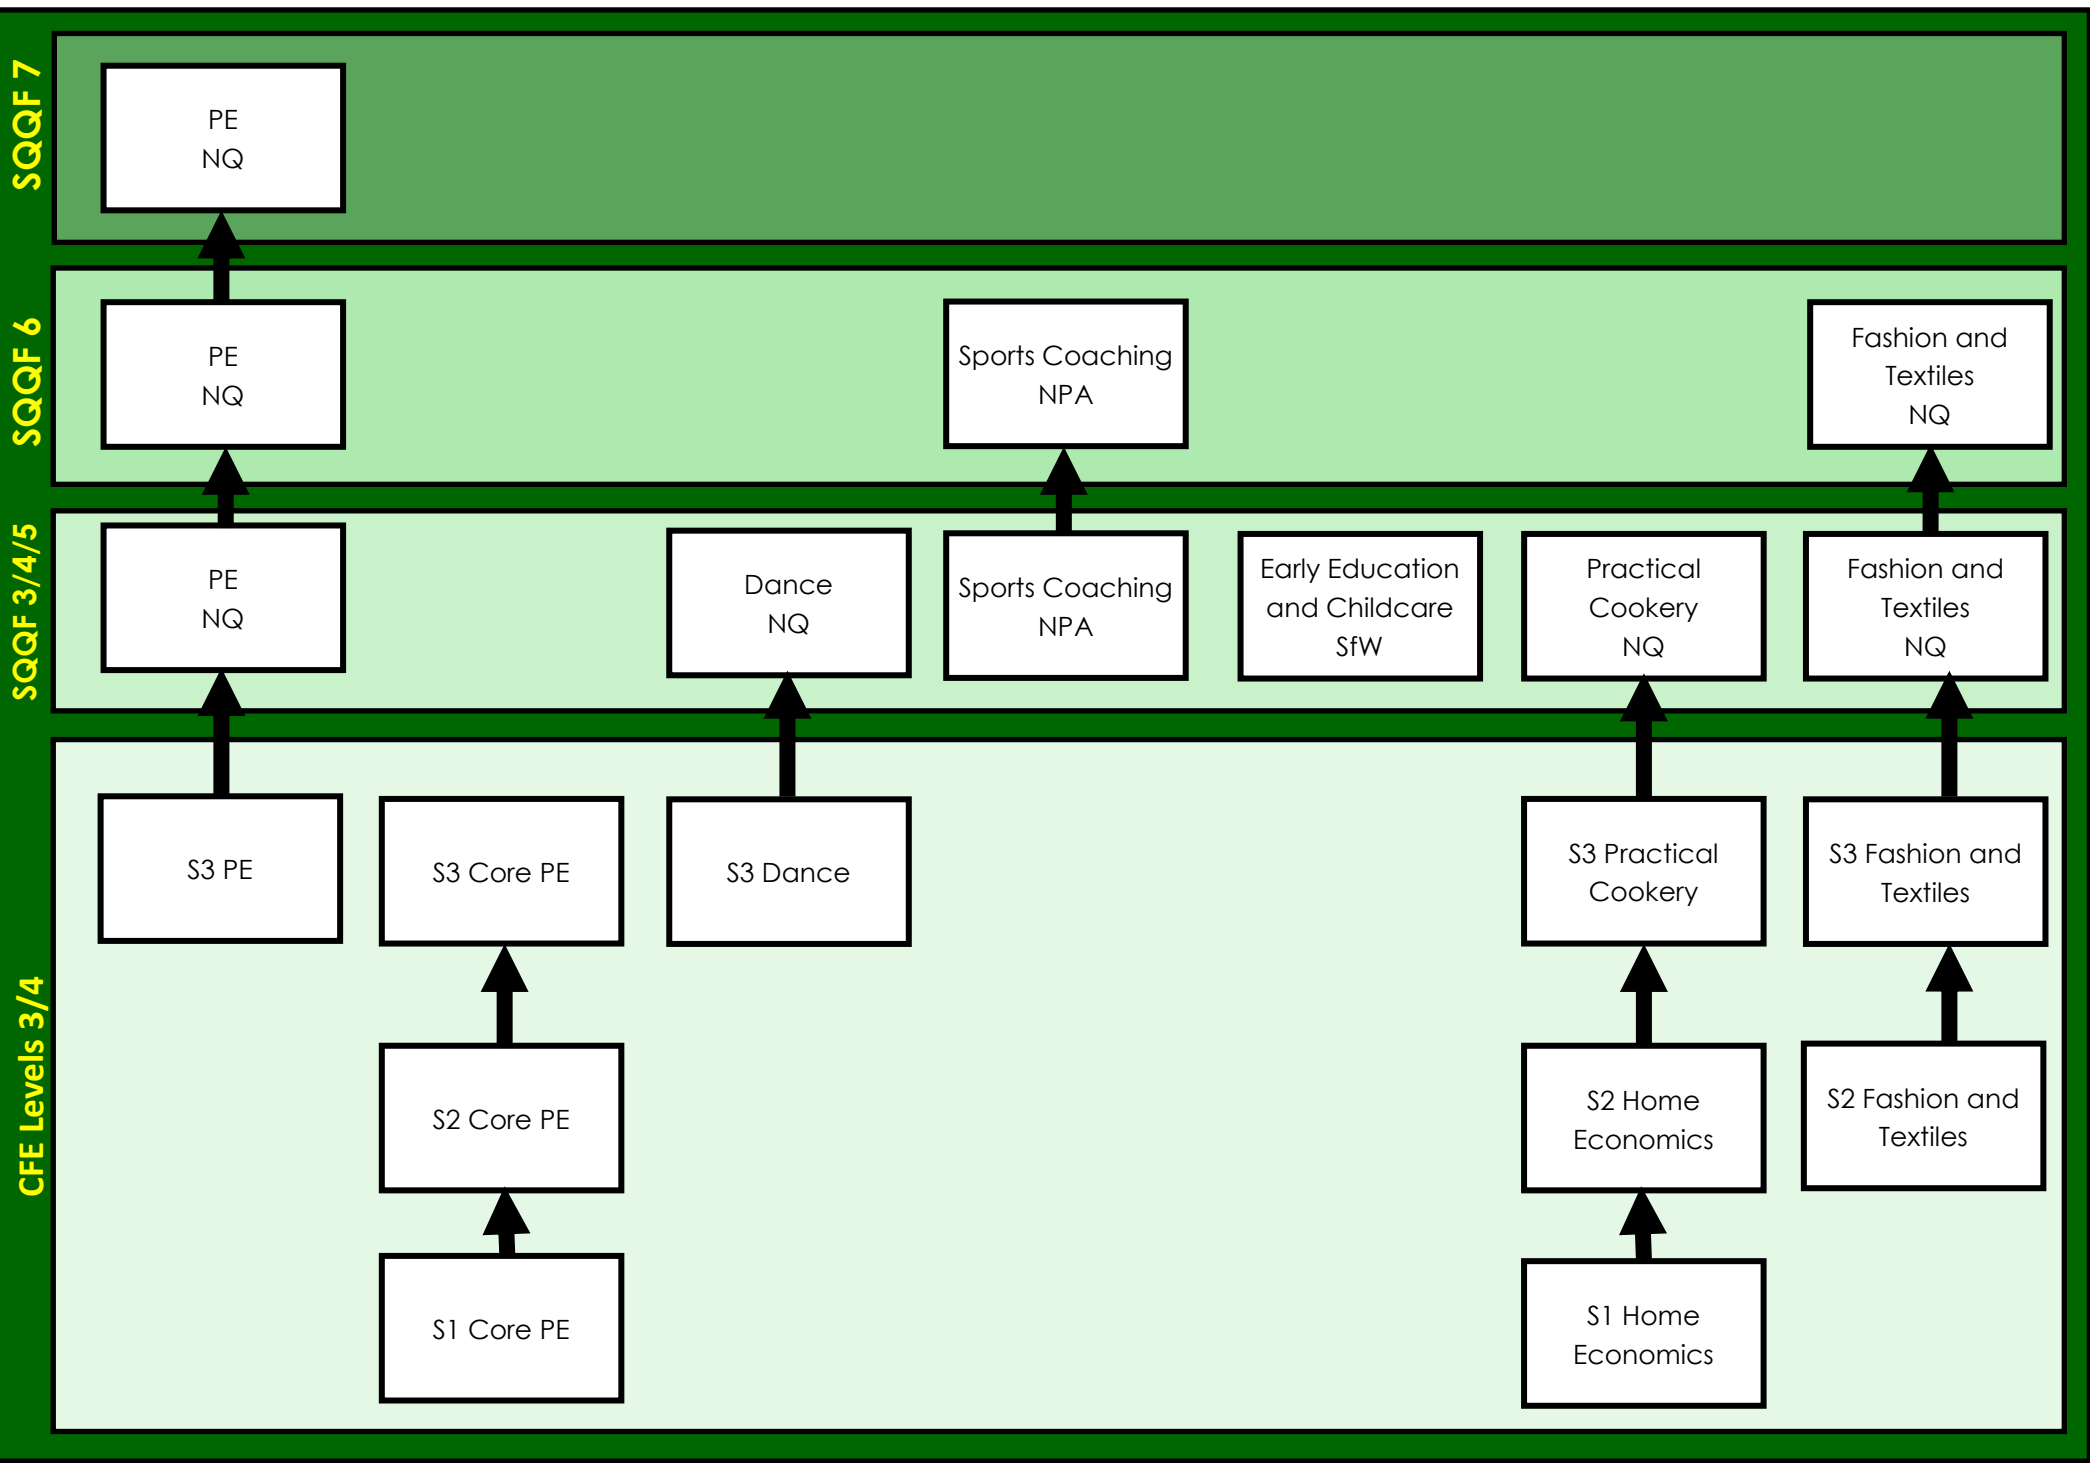 SQQF 7
PE
NQ
SQQF 6
PE
NQ
Sports Coaching
NPA
Fashion and
Textiles
NQ
SQQF 3/4/5
PE
NQ
Dance
NQ
Sports Coaching
NPA
Early Education
and Childcare
SfW
Practical
Cookery
NQ
Fashion and
Textiles
NQ
CFE Levels 3/4
S3 PE
S3 Core PE
S3 Dance
S3 Practical
Cookery
S3 Fashion and
Textiles
S2 Core PE
S2 Home
Economics
S2 Fashion and
Textiles
S1 Core PE
S1 Home
Economics